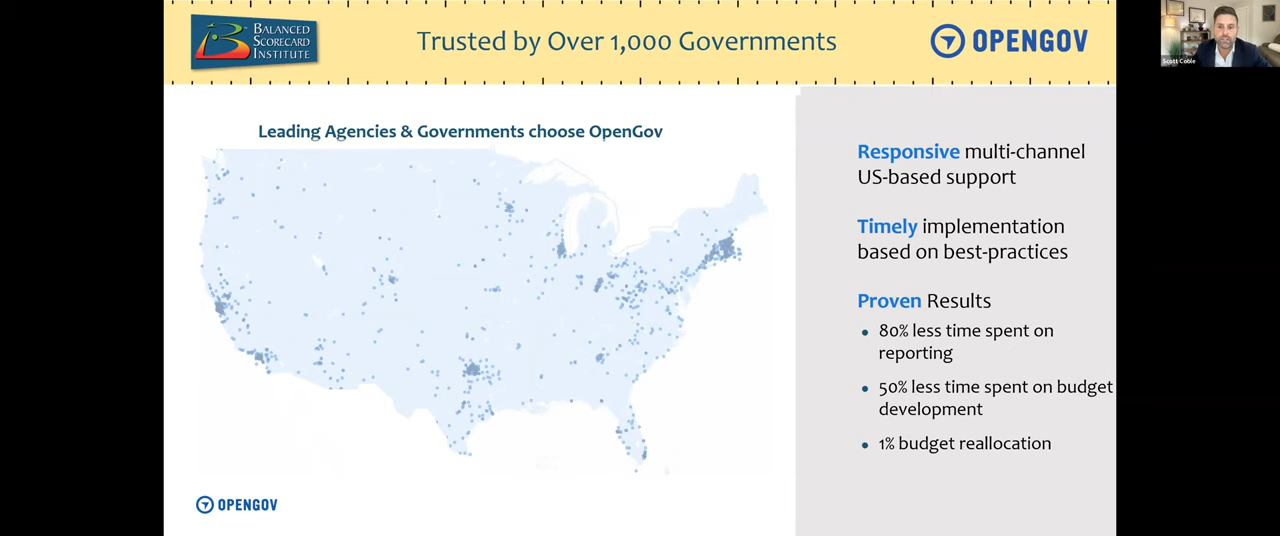 BALANCED
SCORECARD
INSTITUTE
Trusted by Over 1,000 Governments
OPENGOV
Scott Coble
Leading Agencies & Governments choose OpenGov
Responsive multi-channel
US-based support
Timely implementation
based on best-practices
Proven Results
• 80% less time spent on
reporting
• 50% less time spent on budget
development
• 1% budget reallocation
OPENGOV